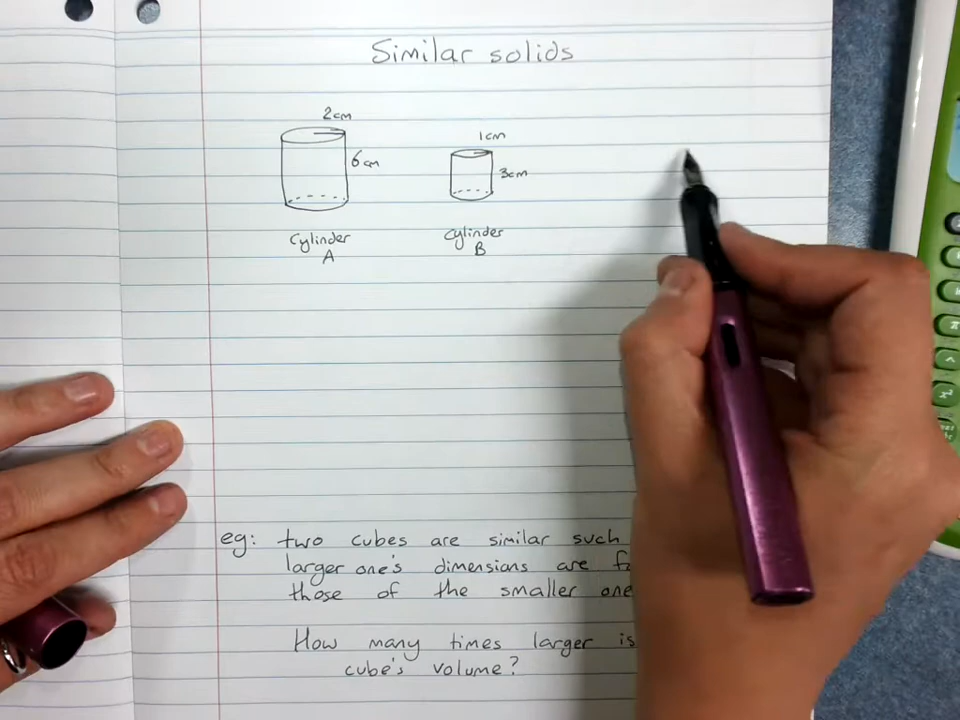 Similar solids
2cm
6cm
1cm
3cm
Cylinder
A
Cylinder
B
eg: two cubes are similar such
larger one's dimensions are
those of the smaller one
How many times larger is
cube's volume?